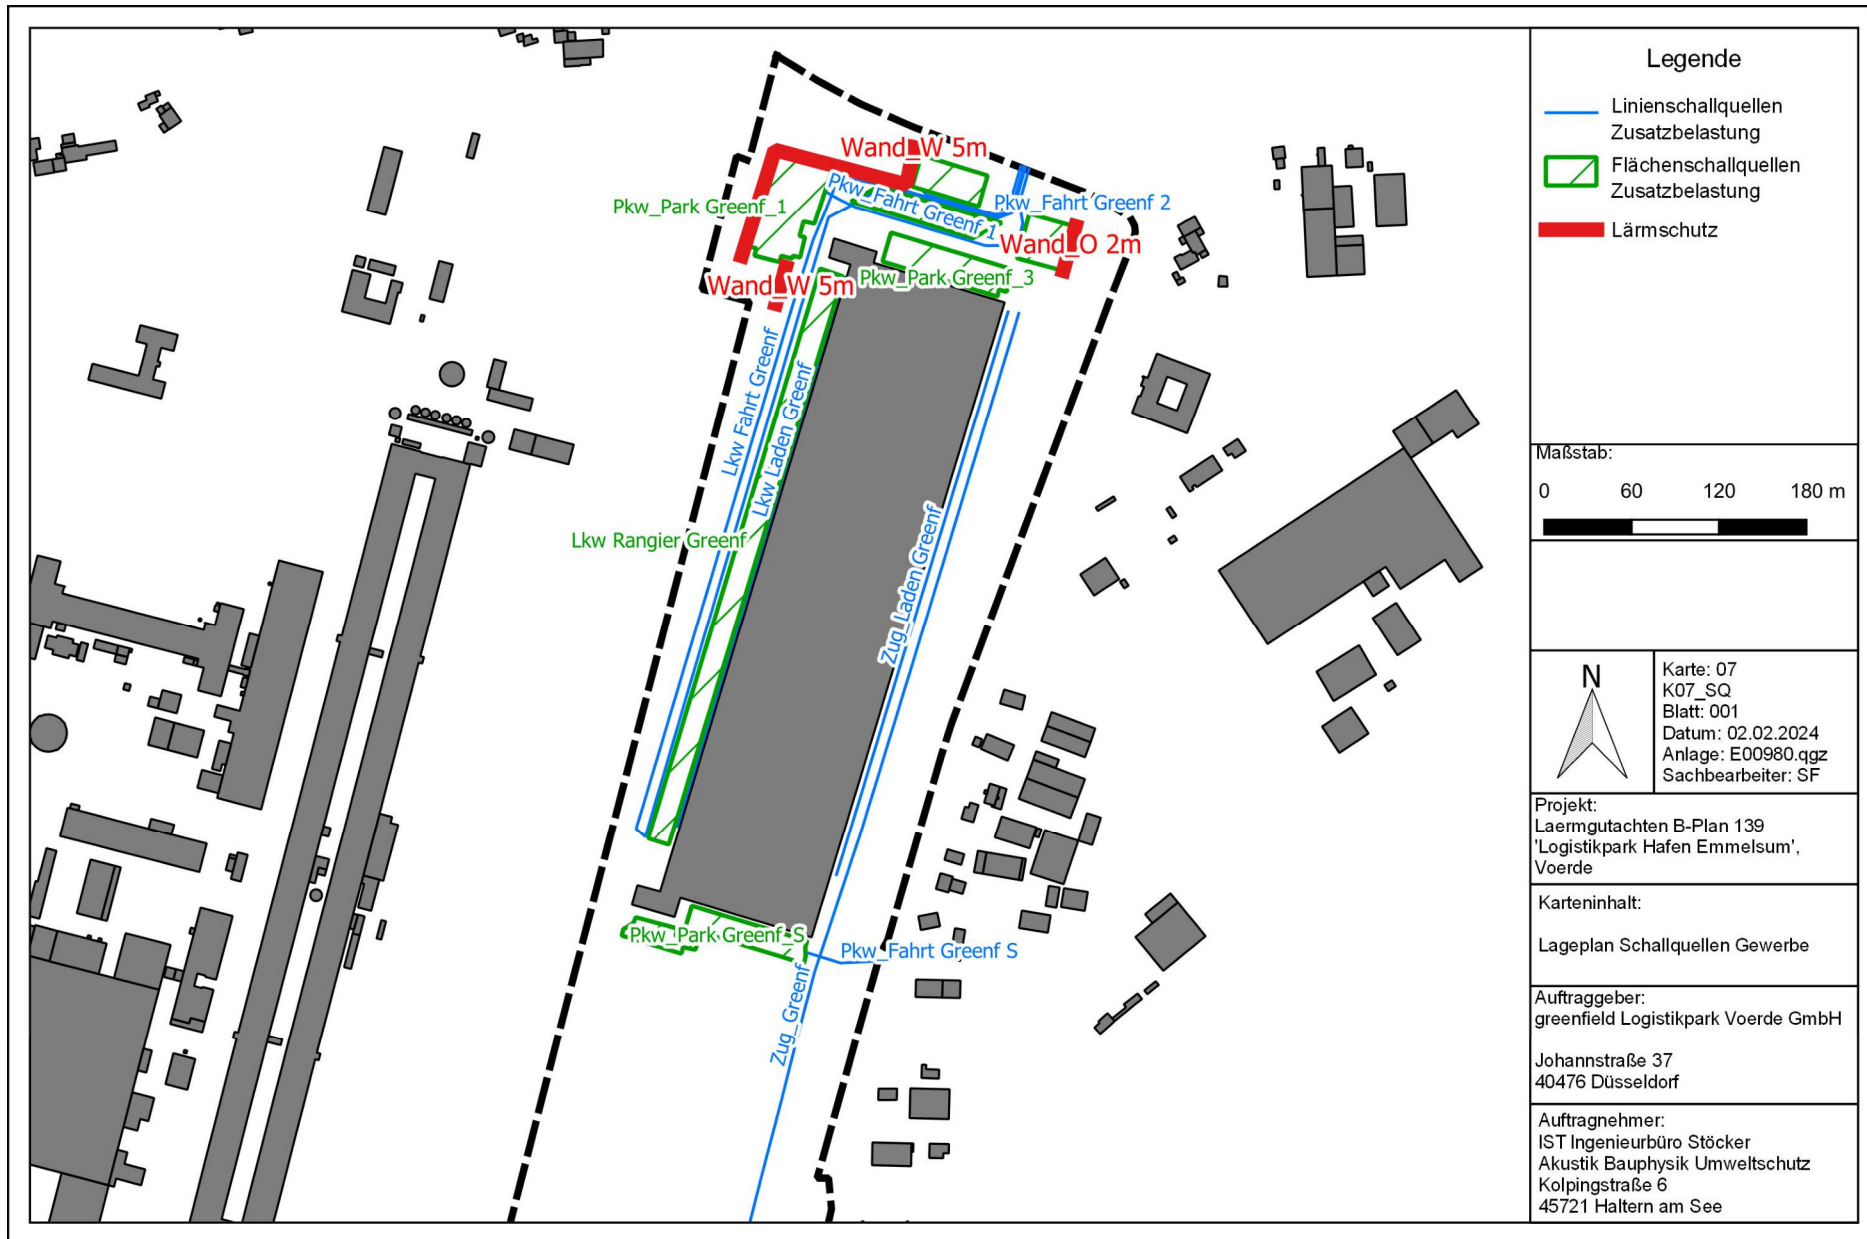 Wand_W 5m
Pkw_Fahrt Greenf 1
Pkw_Fahrt Greenf 2
Pkw_Park Greenf_1
Wand_O 2m
Wand_W 5m
Pkw_Park Greenf_3
Lkw Fahrt Greenf
Lkw Laden Greenf
Lkw Rangier Greenf
Zug_Laden Greenf
Pkw_Park Greenf_S
Pkw_Fahrt Greenf S
Zug_Greenf
Legende
Linienschallquellen
Zusatzbelastung
Flächenschallquellen
Zusatzbelastung
Lärmschutz
Maßstab:
0 60 120 180 m
N
Karte: 07
K07_SQ
Blatt: 001
Datum: 02.02.2024
Anlage: E00980.qgz
Sachbearbeiter: SF
Projekt:
Laermgutachten B-Plan 139
'Logistikpark Hafen Emmelsum',
Voerde
Karteninhalt:
Lageplan Schallquellen Gewerbe
Auftraggeber:
greenfield Logistikpark Voerde GmbH
Johannstraße 37
40476 Düsseldorf
Auftragnehmer:
IST Ingenieurbüro Stöcker
Akustik Bauphysik Umweltschutz
Kolpingstraße 6
45721 Haltern am See